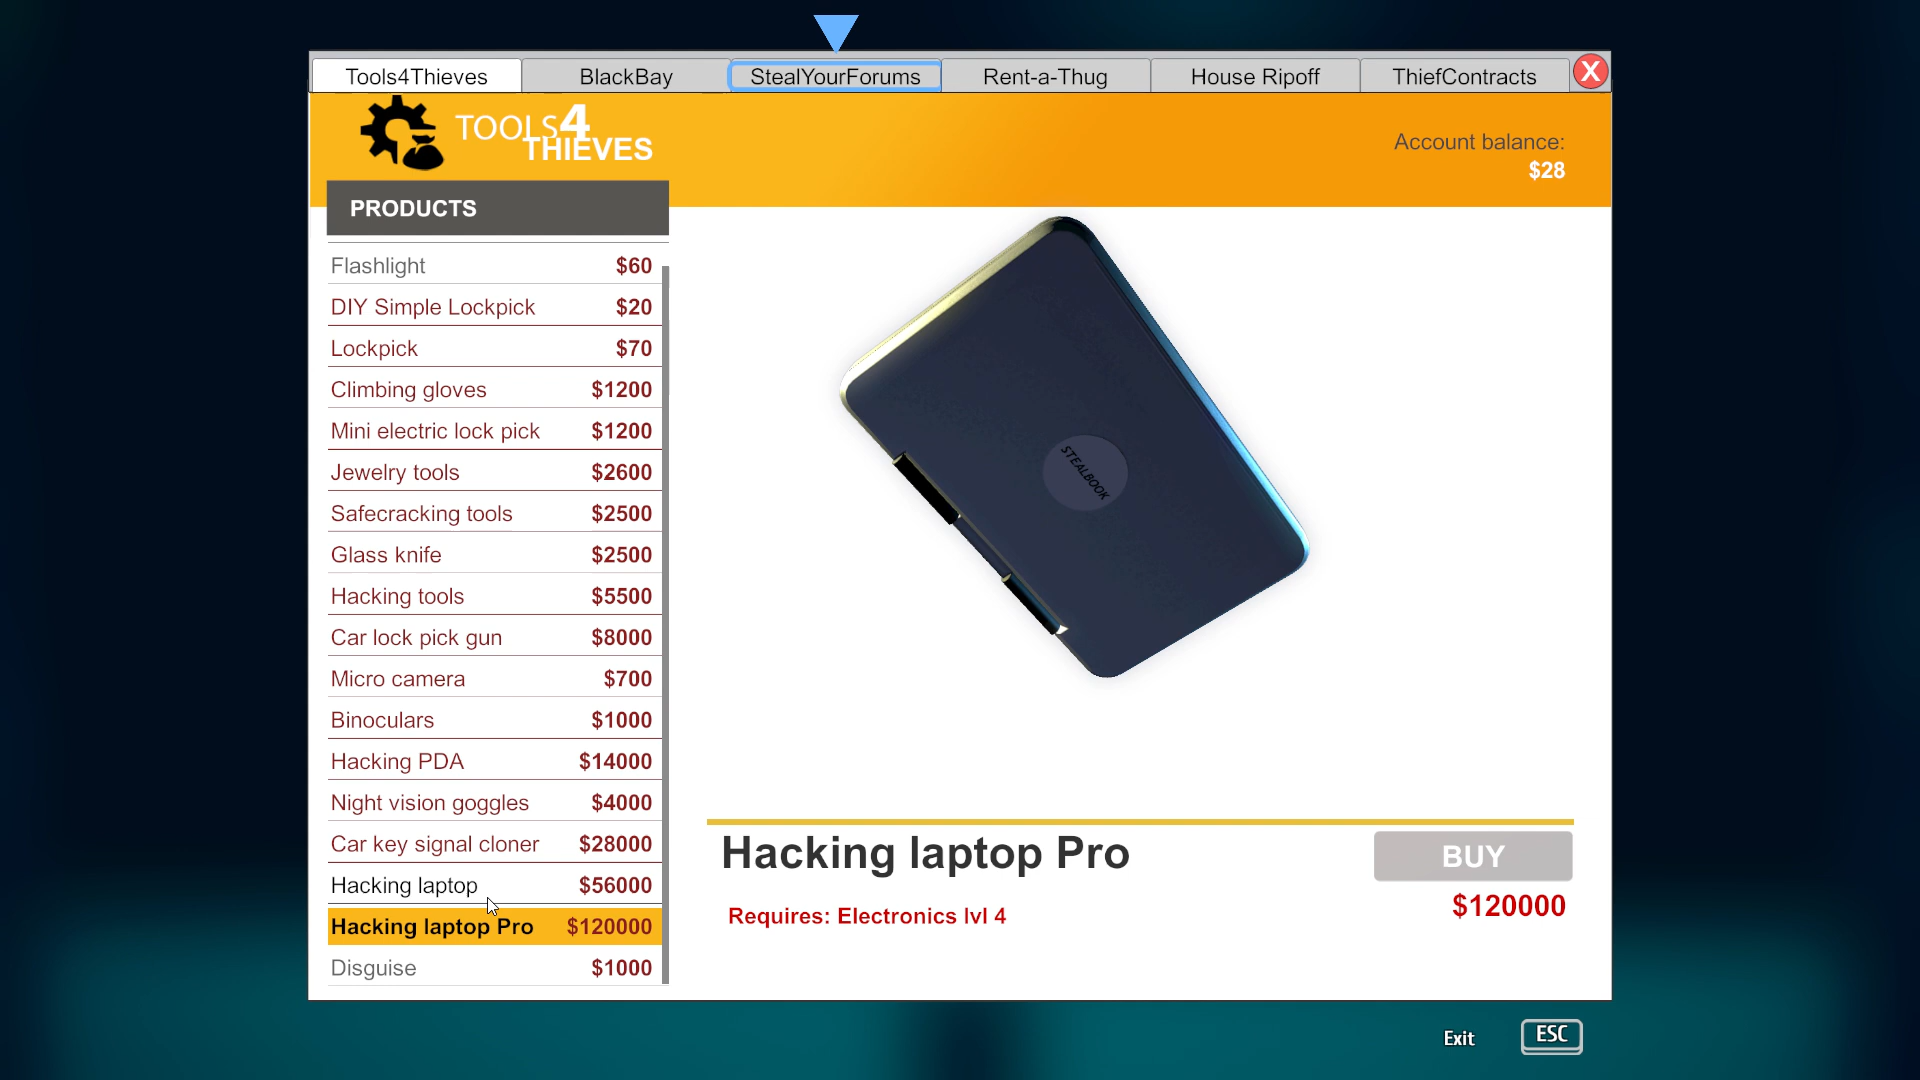 Tools4Thieves BlackBay StealYourForums Rent-a-Thug House Ripoff ThiefContracts X
TOOLS4
THIEVES
Account balance:
$28
PRODUCTS
Flashlight $60
DIY Simple Lockpick $20
Lockpick $70
Climbing gloves $1200
Mini electric lock pick $1200
Jewelry tools $2600
Safecracking tools $2500
Glass knife $2500
Hacking tools $5500
Car lock pick gun $8000
Micro camera $700
Binoculars $1000
Hacking PDA $14000
Night vision goggles $4000
Car key signal cloner $28000
Hacking laptop $56000
Hacking laptop Pro $120000
Disguise $1000
STEALBOOK
Hacking laptop Pro
BUY
Requires: Electronics lvl 4
$120000
Exit ESC